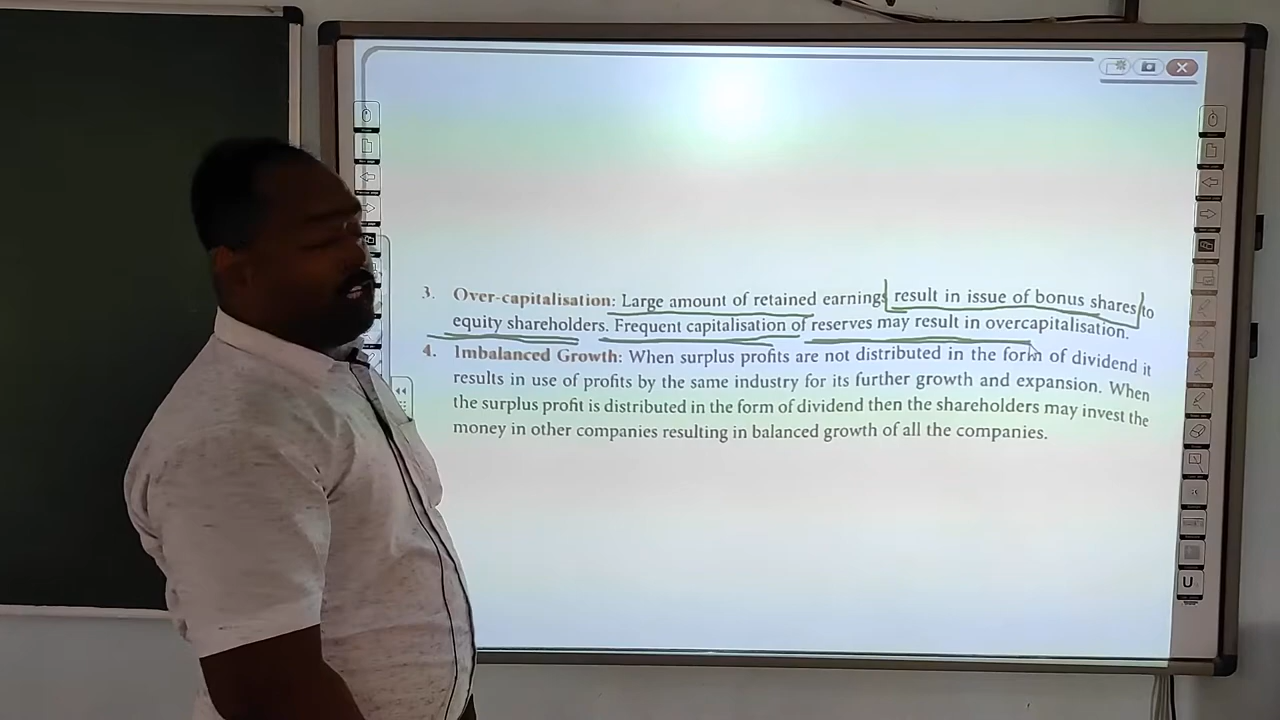 3. Over-capitalisation: Large amount of retained earnings result in issue of bonus shares to
equity shareholders. Frequent capitalisation of reserves may result in overcapitalisation.
4. Imbalanced Growth: When surplus profits are not distributed in the form of dividend it
results in use of profits by the same industry for its further growth and expansion. When
the surplus profit is distributed in the form of dividend then the shareholders may invest the
money in other companies resulting in balanced growth of all the companies.
U